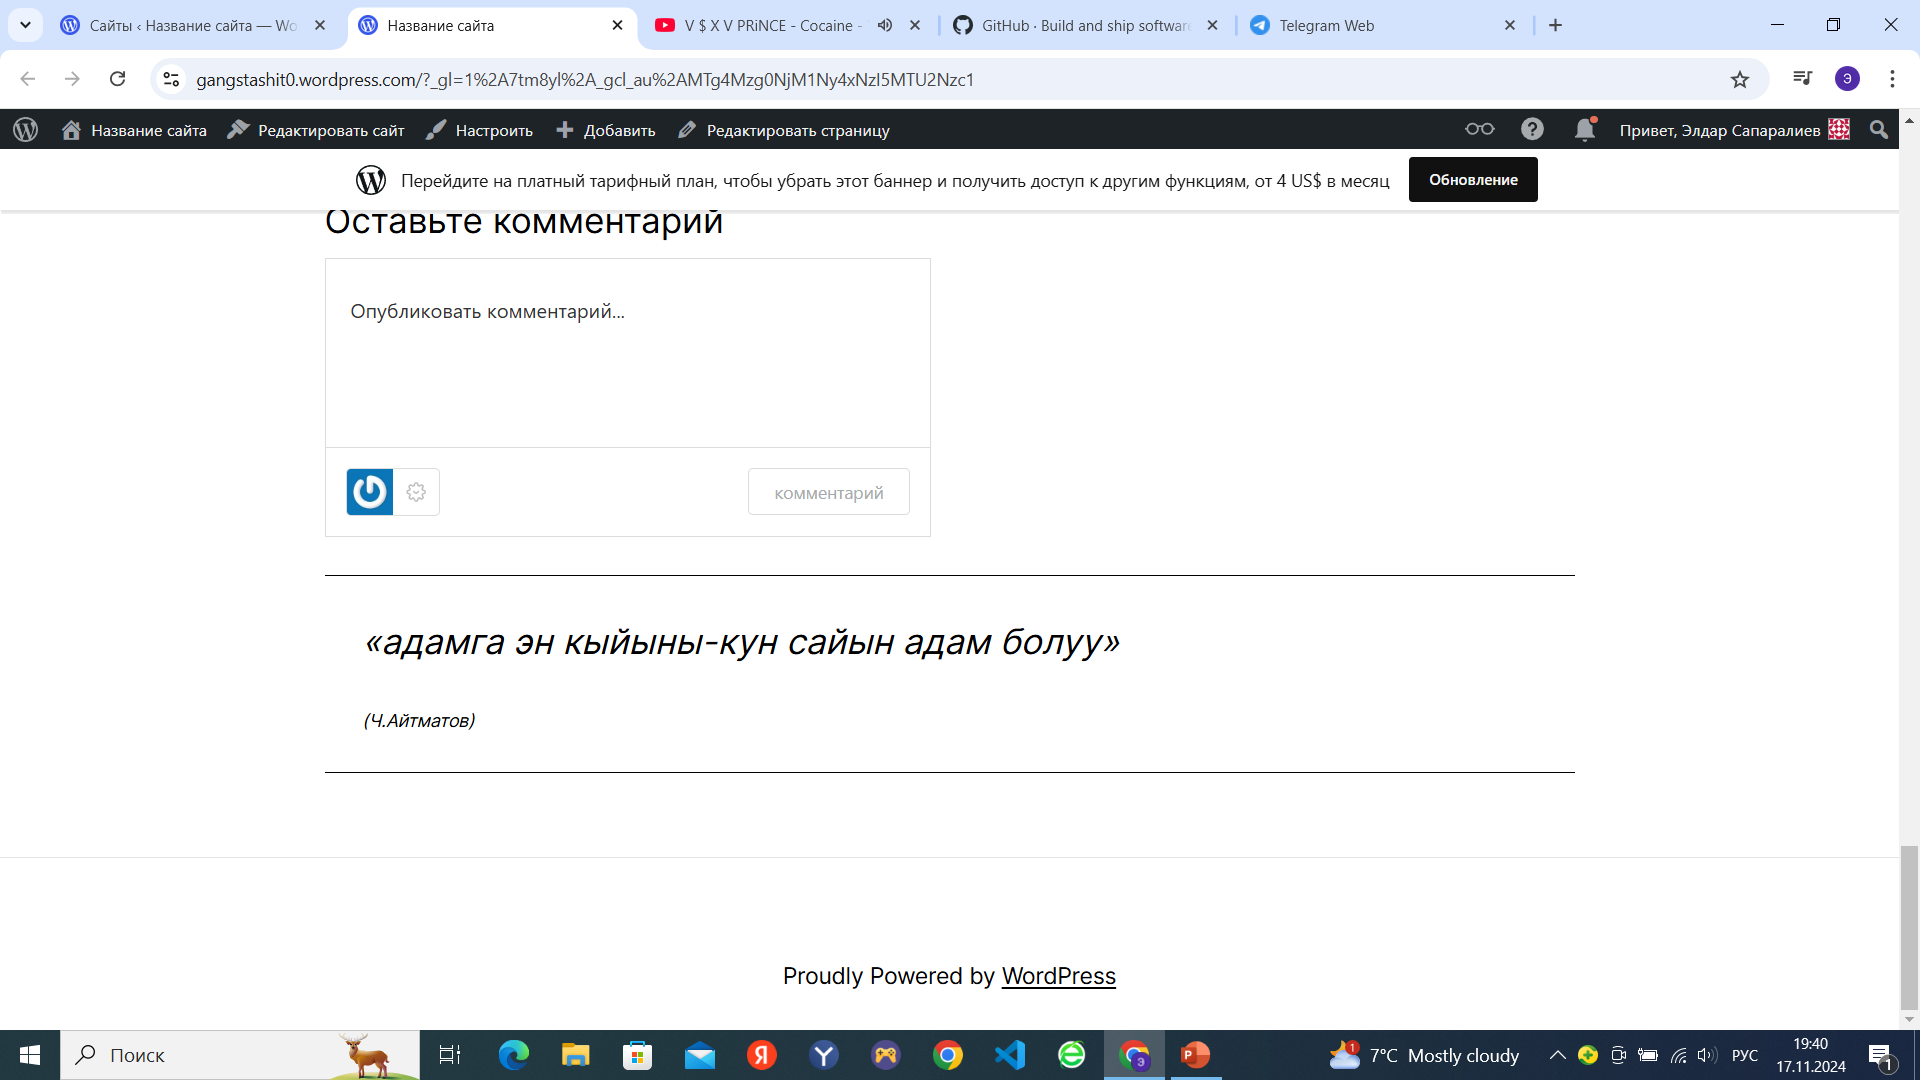 Сайты ‹ Название сайта — Wo
Название сайта
V $ X V PRiNCE - Cocaine -
GitHub · Build and ship software
Telegram Web
gangstashit0.wordpress.com/?_gl=1%2A7tm8yl%2A_gcl_au%2AMTg4Mzg0NjM1Ny4xNzI5MTU2Nzc1
Э
Название сайта
Редактировать сайт
Настроить
Добавить
Редактировать страницу
Привет, Элдар Сапаралиев
Перейдите на платный тарифный план, чтобы убрать этот баннер и получить доступ к другим функциям, от 4 US$ в месяц
Обновление
Оставьте комментарий
Опубликовать комментарий...
комментарий
«адамга эн кыйыны-кун сайын адам болуу»
(Ч.Айтматов)
Proudly Powered by WordPress
Поиск
1
7°C Mostly cloudy
РУС
19:40
17.11.2024
1